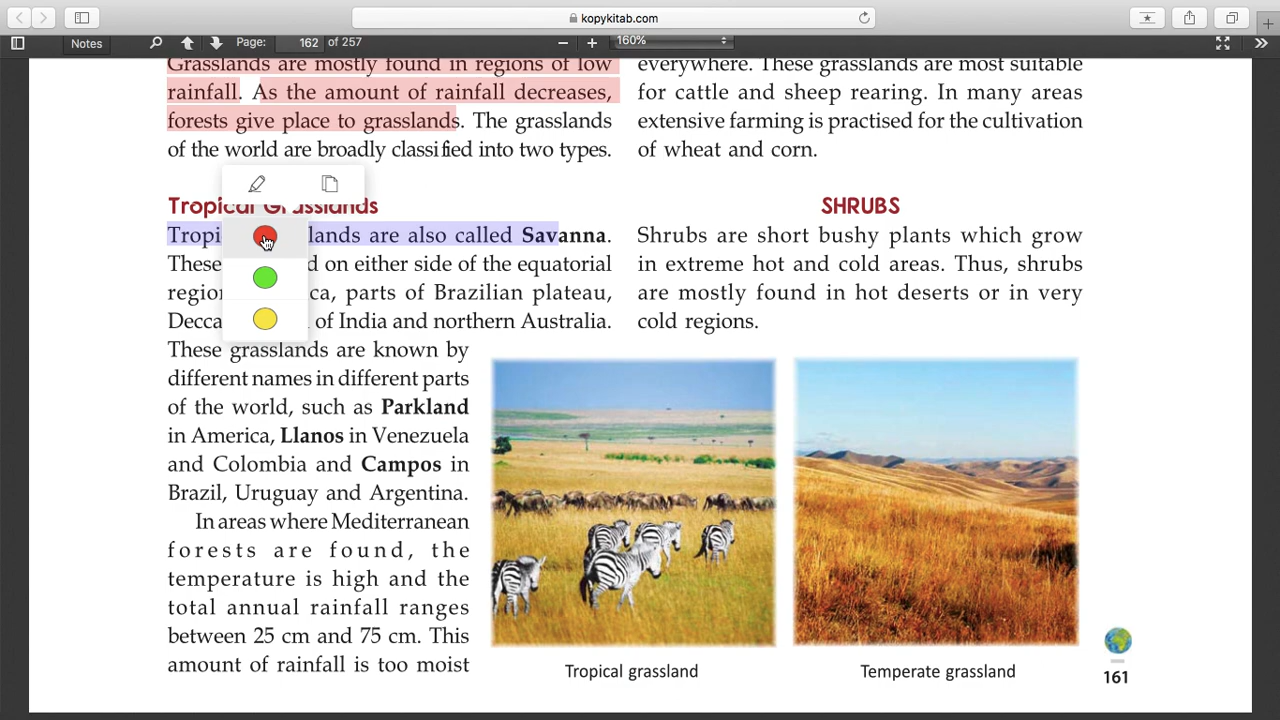 kopykitab.com
Notes
Page: 162 of 257
160%
Grasslands are mostly found in regions of low
rainfall. As the amount of rainfall decreases,
forests give place to grasslands. The grasslands
of the world are broadly classified into two types.
Tropical Grasslands
Tropi lands are also called Savanna.
These d on either side of the equatorial
region ca, parts of Brazilian plateau,
Decca of India and northern Australia.
These grasslands are known by
different names in different parts
of the world, such as Parkland
in America, Llanos in Venezuela
and Colombia and Campos in
Brazil, Uruguay and Argentina.
In areas where Mediterranean
forests are found, the
temperature is high and the
total annual rainfall ranges
between 25 cm and 75 cm. This
amount of rainfall is too moist
everywhere. These grasslands are most suitable
for cattle and sheep rearing. In many areas
extensive farming is practised for the cultivation
of wheat and corn.
SHRUBS
Shrubs are short bushy plants which grow
in extreme hot and cold areas. Thus, shrubs
are mostly found in hot deserts or in very
cold regions.
Tropical grassland
Temperate grassland
161